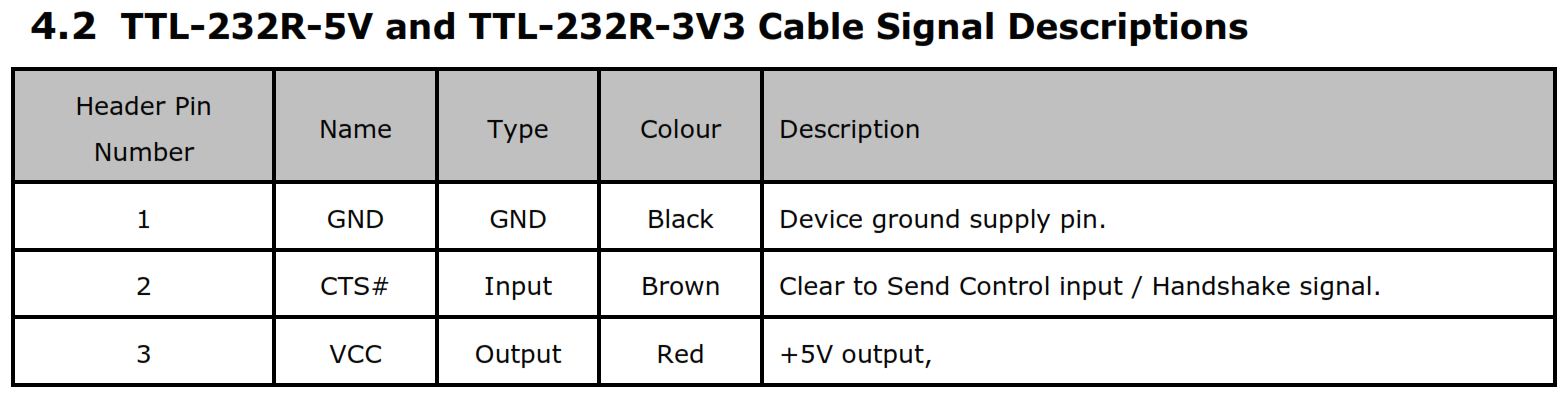 4.2 TTL-232R-5V and TTL-232R-3V3 Cable Signal Descriptions
Header Pin Number Name Type Colour Description
1 GND GND Black Device ground supply pin.
2 CTS# Input Brown Clear to Send Control input / Handshake signal.
3 VCC Output Red +5V output,